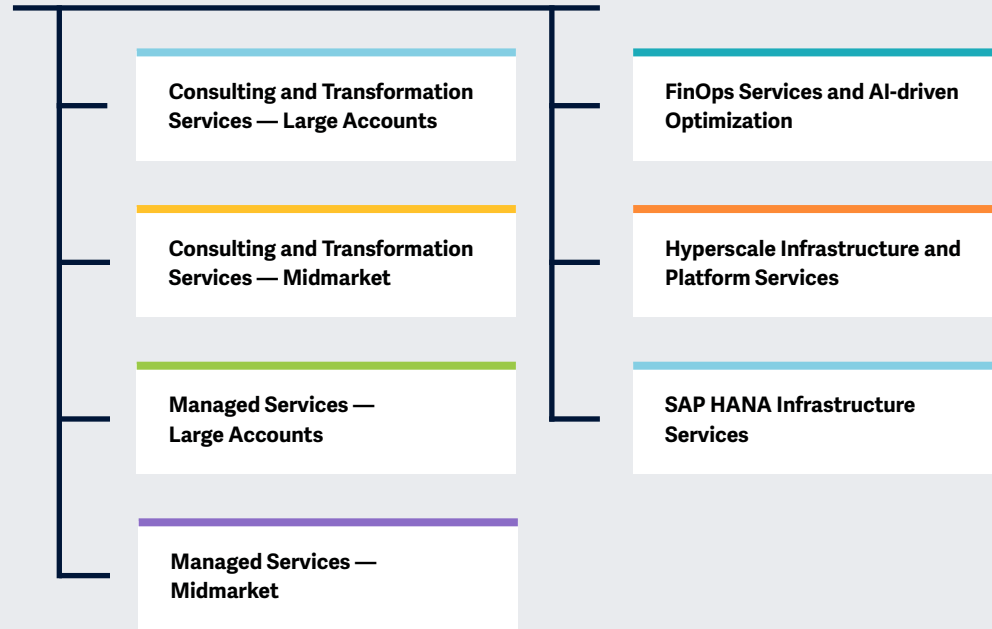 Consulting and Transformation
Services — Large Accounts
Consulting and Transformation
Services — Midmarket
Managed Services —
Large Accounts
Managed Services —
Midmarket
FinOps Services and AI-driven
Optimization
Hyperscale Infrastructure and
Platform Services
SAP HANA Infrastructure
Services